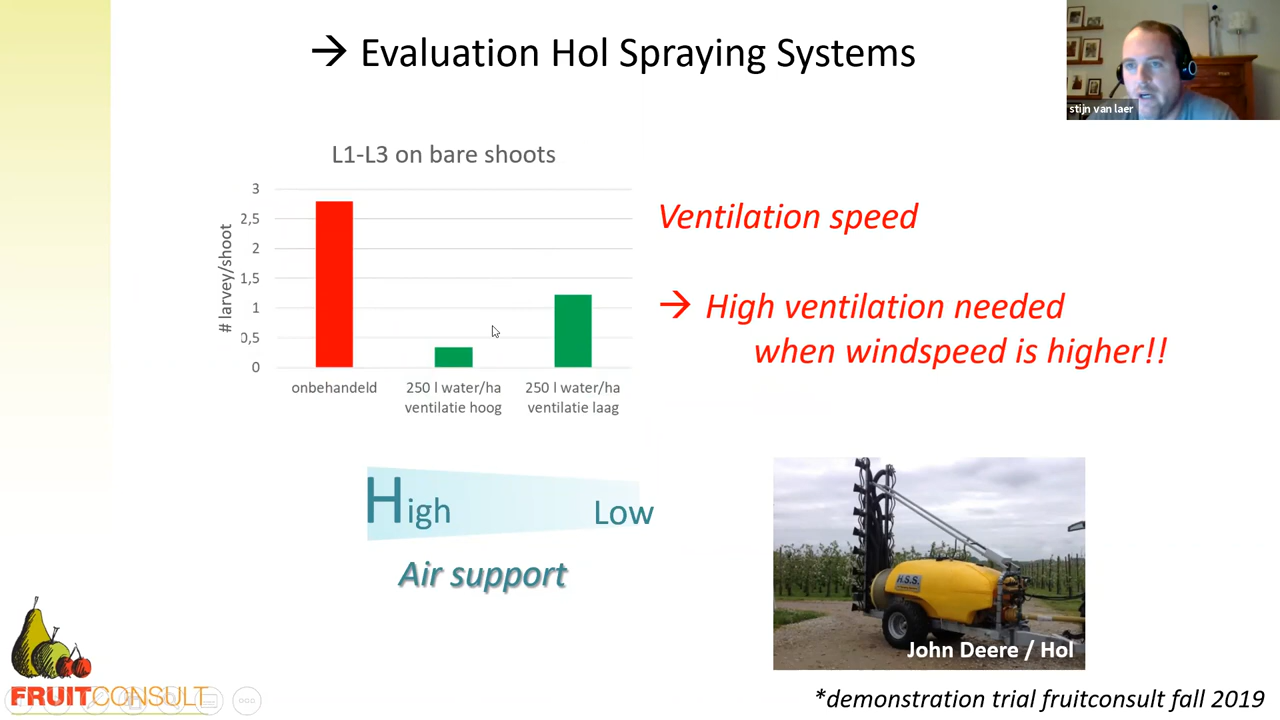 → Evaluation Hol Spraying Systems
stijn van laer
L1-L3 on bare shoots
# larvey/shoot
3
2,5
2
1,5
1
0,5
0
onbehandeld
250 l water/ha
ventilatie hoog
250 l water/ha
ventilatie laag
Ventilation speed
→ High ventilation needed
when windspeed is higher!!
High
Low
Air support
H.S.S.
John Deere / Hol
FRUITCONSULT
*demonstration trial fruitconsult fall 2019